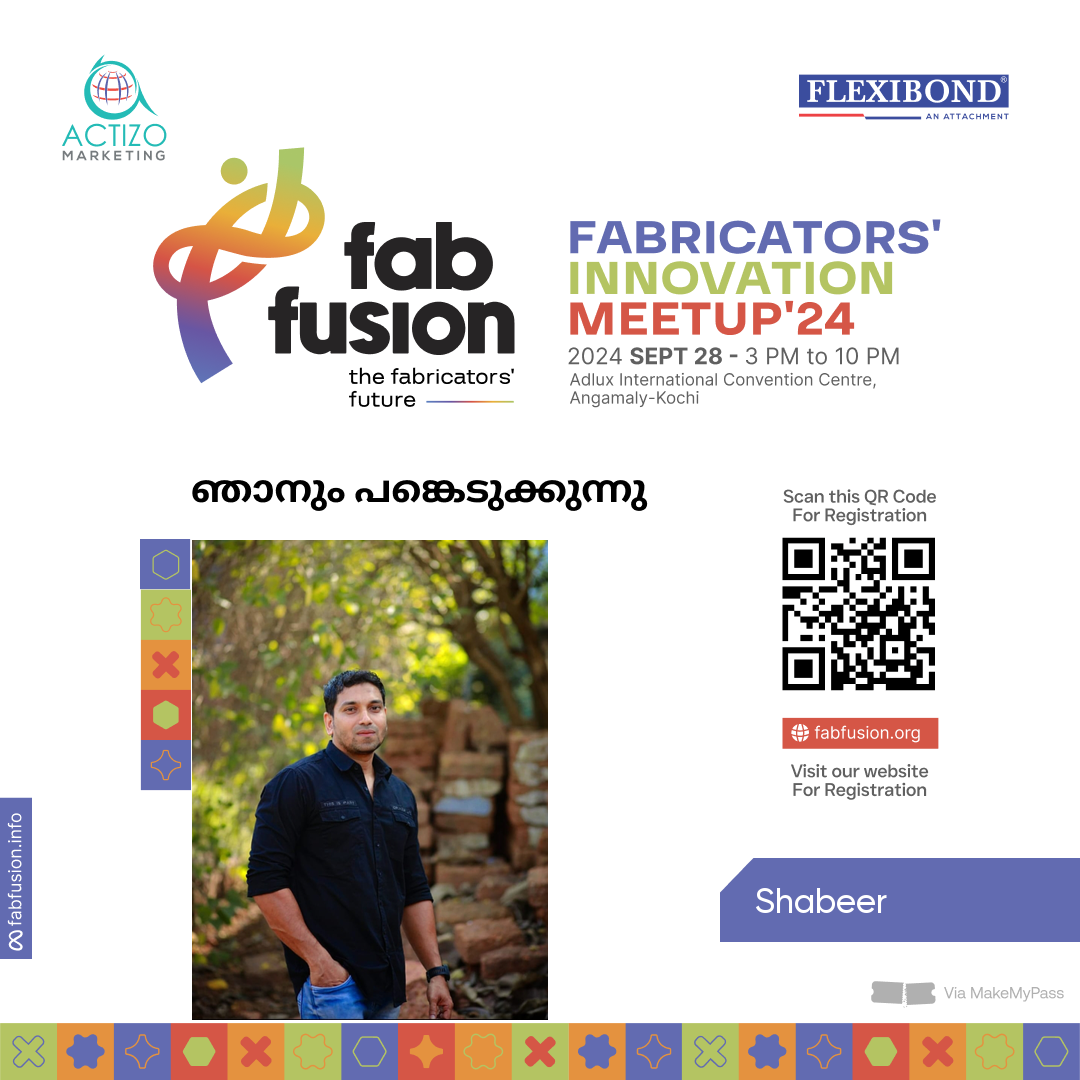 ACTIZO
MARKETING
FLEXIBOND®
AN ATTACHMENT
fab
fusion
the fabricators'
future
FABRICATORS'
INNOVATION
MEETUP'24
2024 SEPT 28 - 3 PM to 10 PM
Adlux International Convention Centre,
Angamaly-Kochi
ഞാനും പങ്കെടുക്കുന്നു
Scan this QR Code
For Registration
fabfusion.org
Visit our website
For Registration
fabfusion.info
Shabeer
Via MakeMyPass